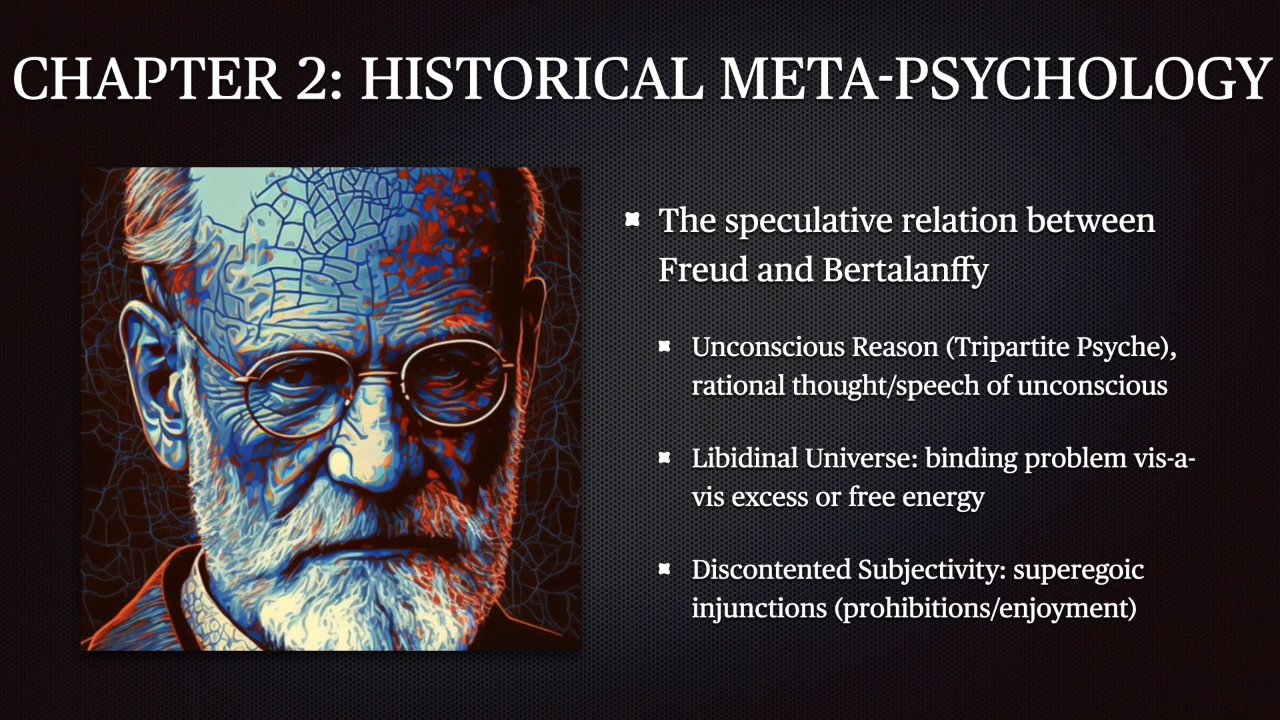 CHAPTER 2: HISTORICAL META-PSYCHOLOGY
The speculative relation between
Freud and Bertalanffy
Unconscious Reason (Tripartite Psyche),
rational thought/speech of unconscious
Libidinal Universe: binding problem vis-a-
vis excess or free energy
Discontented Subjectivity: superegoic
injunctions (prohibitions/enjoyment)